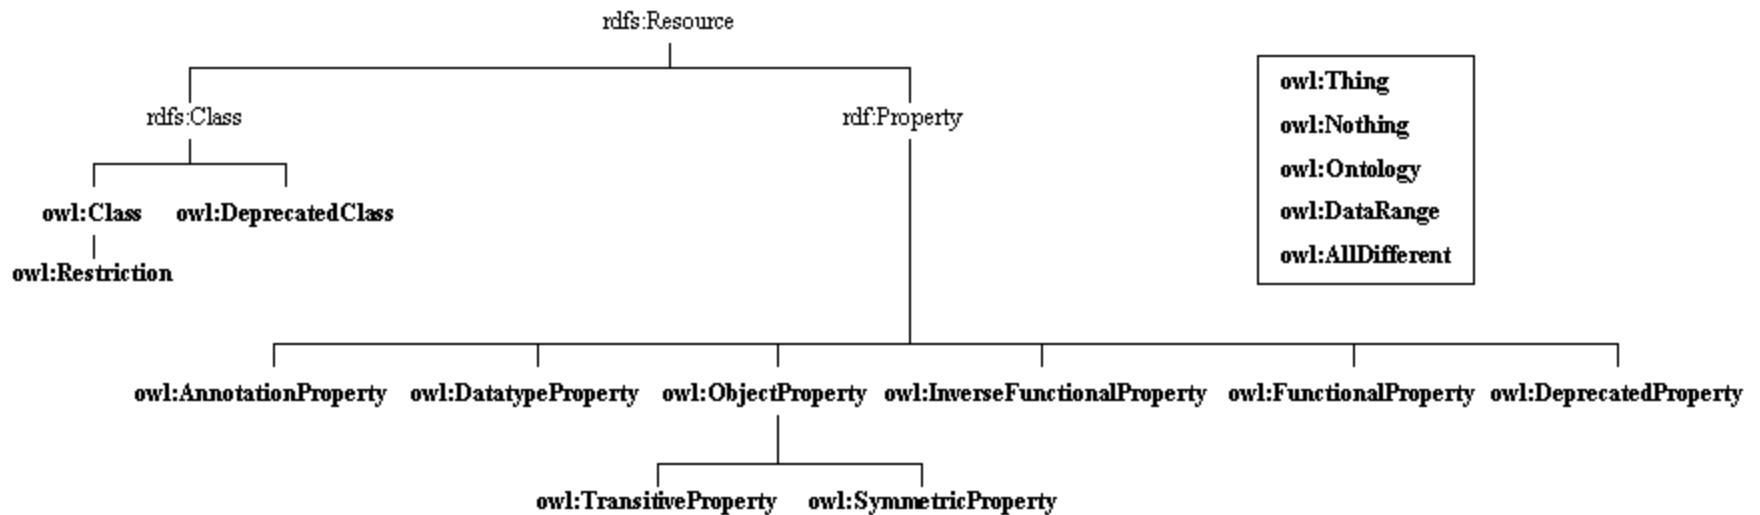 rdfs:Resource
owl:Thing
rdfs:Class
rdf:Property
owl:Nothing
owl:Ontology
owl:Class owl:DeprecatedClass
owl:DataRange
owl:AllDifferent
owl:Restriction
owl:AnnotationProperty owl:DatatypeProperty owl:ObjectProperty owl:InverseFunctionalProperty owl:FunctionalProperty owl:DeprecatedProperty
owl:TransitiveProperty owl:SymmetricProperty